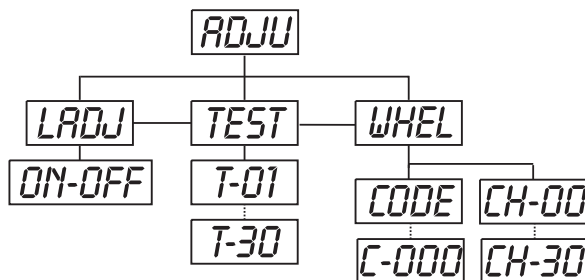 ADJU
LADJ TEST WHEL
ON-OFF T-01
CODE CH-00
T-30
C-000 CH-30